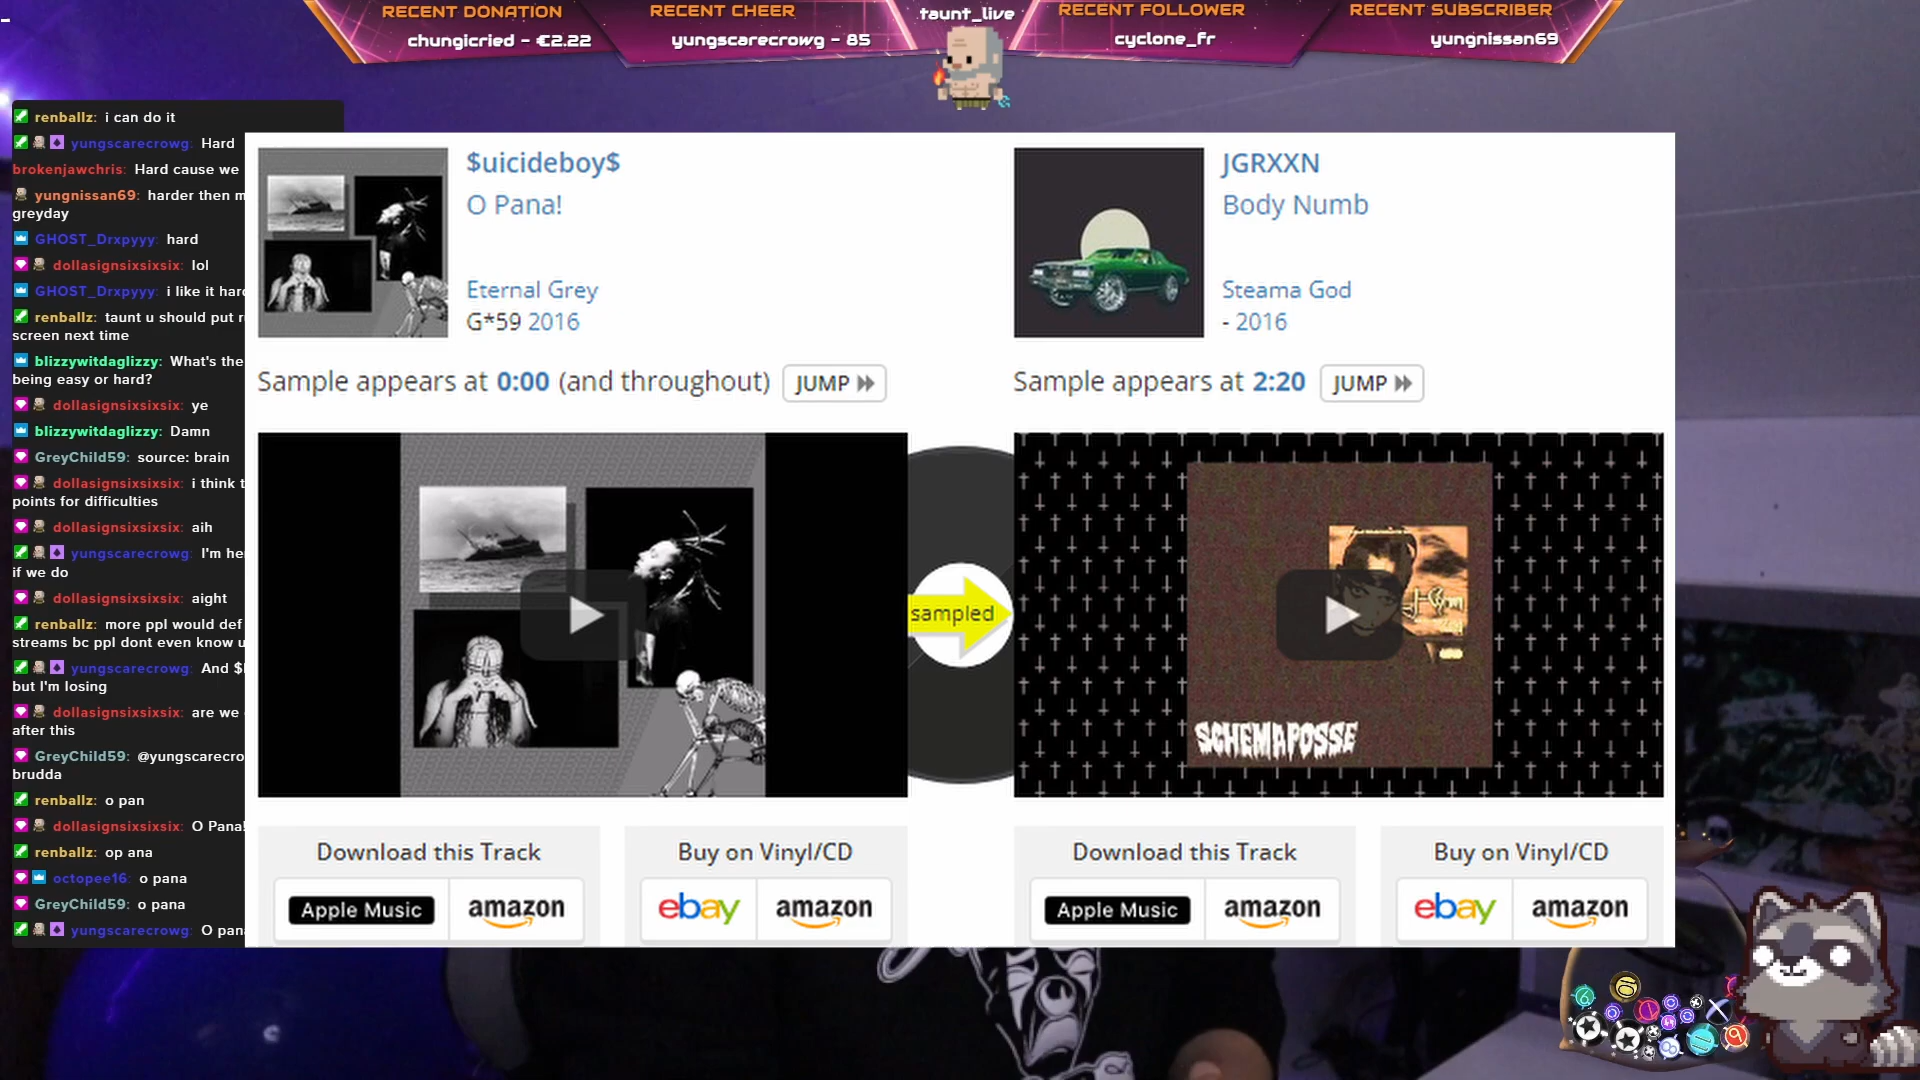 RECENT DONATION
chungicried - €2.22
RECENT CHEER
yungscarecrowg - 85
taunt_live
RECENT FOLLOWER
cyclone_fr
RECENT SUBSCRIBER
yungnissan69
renballz: i can do it
yungscarecrowg: Hard
brokenjawchris: Hard cause we
yungnissan69: harder then
greyday
GHOST_Drxpyyy: hard
dollasignsixsixsix: lol
GHOST_Drxpyyy: i like it
renballz: taunt u should put
screen next time
blizzywitdaglizzy: What's the
being easy or hard?
dollasignsixsixsix: ye
blizzywitdaglizzy: Damn
GreyChild59: source: brain
dollasignsixsixsix: i think
points for difficulties
dollasignsixsixsix: aih
yungscarecrowg: I'm
if we do
dollasignsixsixsix: aight
renballz: more ppl would def
streams bc ppl dont even know u
yungscarecrowg: And
but I'm losing
dollasignsixsixsix: are we
after this
GreyChild59: @yungscarecro
brudda
renballz: o pan
dollasignsixsixsix: O Pana!
renballz: op ana
octopee16: o pana
GreyChild59: o pana
yungscarecrowg: O pan
$uicideboy$
O Pana!
Eternal Grey
G*59 2016
Sample appears at 0:00 (and throughout) JUMP
sampled
Download this Track
Apple Music amazon
Buy on Vinyl/CD
ebay amazon
JGRXXN
Body Numb
Steama God
- 2016
Sample appears at 2:20 JUMP
SCHEMAPOSSE
Download this Track
Apple Music amazon
Buy on Vinyl/CD
ebay amazon